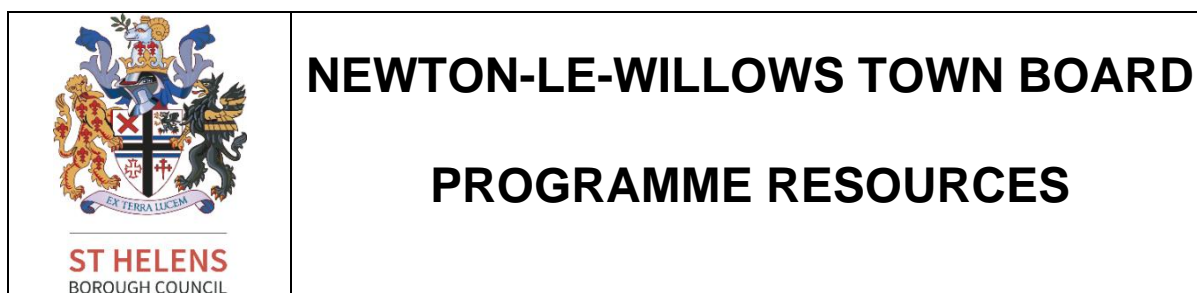 EX TERRA LUCEM
ST HELENS
BOROUGH COUNCIL
NEWTON-LE-WILLOWS TOWN BOARD
PROGRAMME RESOURCES